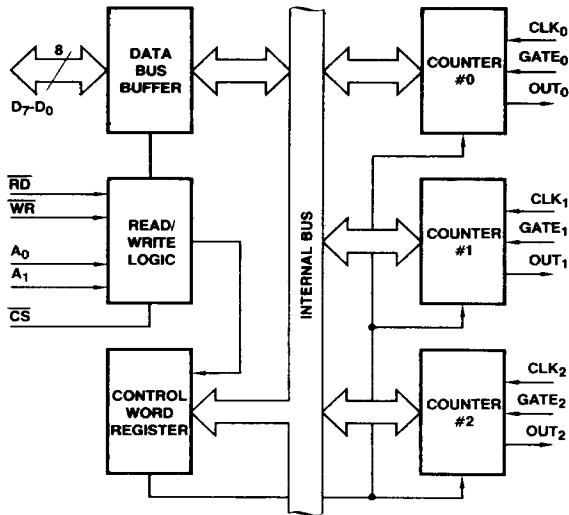 8
D7-D0
DATA
BUS
BUFFER
RD
WR
A0
A1
CS
READ/
WRITE
LOGIC
CONTROL
WORD
REGISTER
INTERNAL BUS
COUNTER
#0
CLK0
GATE0
OUT0
COUNTER
#1
CLK1
GATE1
OUT1
COUNTER
#2
CLK2
GATE2
OUT2